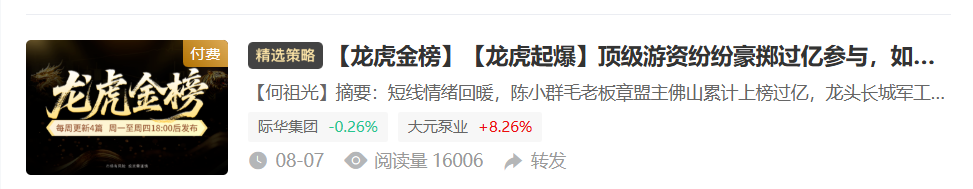 付费
龙虎金榜
每周更新4篇 周一至周四18:00后发布
精选策略 【龙虎金榜】【龙虎起爆】顶级游资纷纷豪掷过亿参与，如...
【何祖光】摘要：短线情绪回暖，陈小群毛老板章盟主佛山累计上榜过亿，龙头长城军工...
际华集团 -0.26% 大元泵业 +8.26%
08-07 阅读量 16006 转发